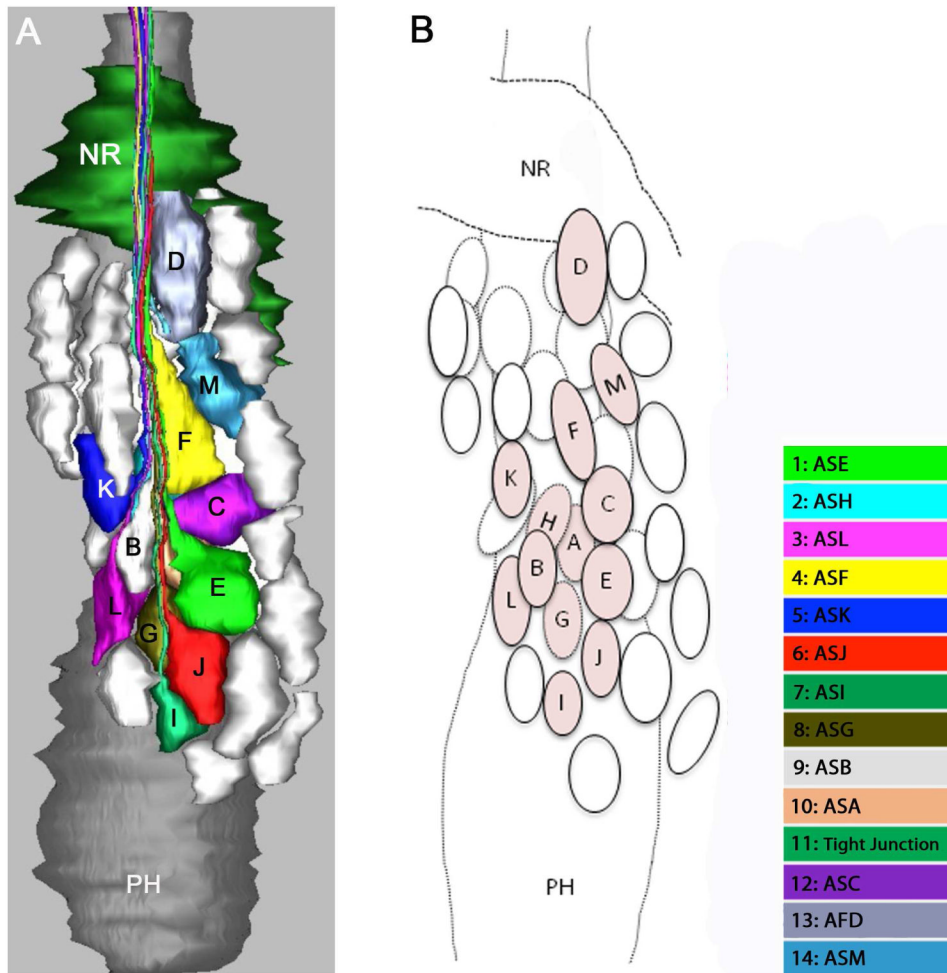 A
NR
D
M
F
K
C
B
E
L
G
J
I
PH
B
NR
D
M
F
K
C
H
A
B
E
L
G
J
I
PH
1: ASE
2: ASH
3: ASL
4: ASF
5: ASK
6: ASJ
7: ASI
8: ASG
9: ASB
10: ASA
11: Tight Junction
12: ASC
13: AFD
14: ASM